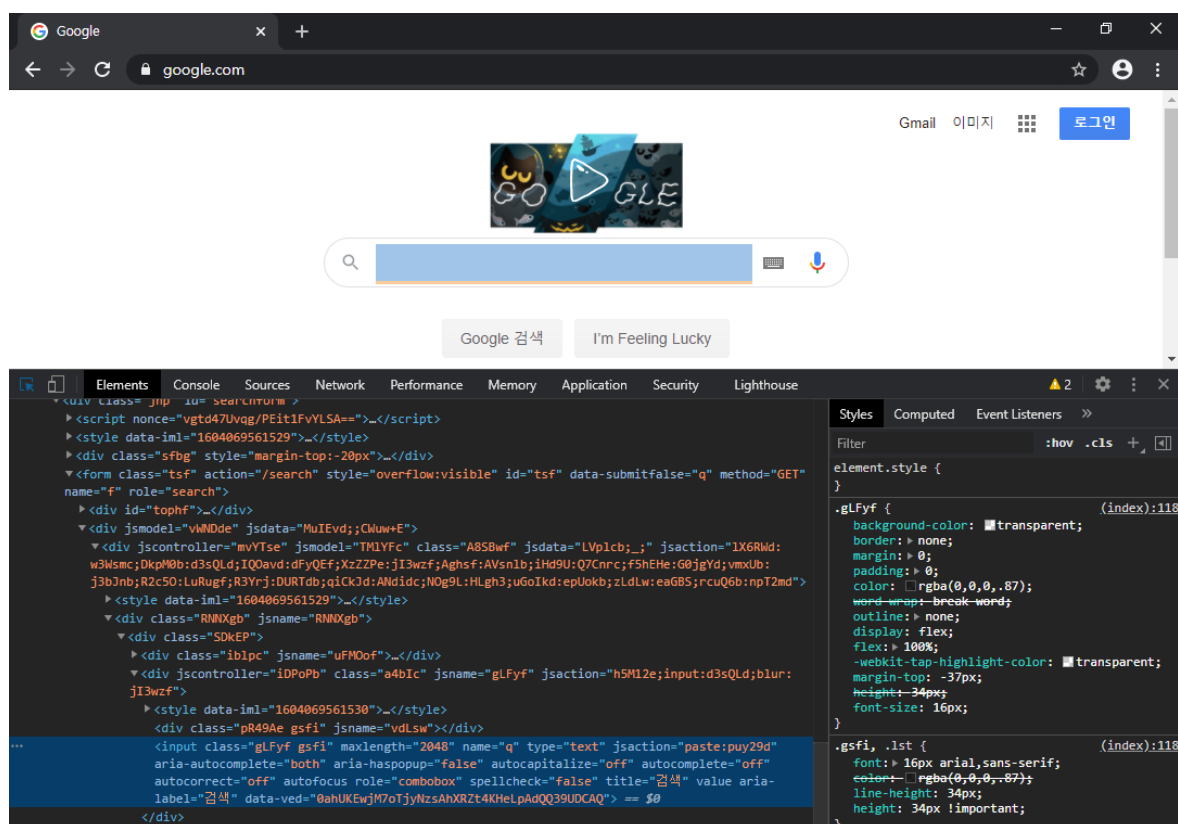 Google
google.com
Gmail 이미지 로그인
GO GLE
Google 검색 I'm Feeling Lucky
Elements Console Sources Network Performance Memory Application Security Lighthouse 2
▼<div class="jhp" id="searchform">
▶<script nonce="vgtd47Uvqg/PEit1FvYLSA==">…</script>
▶<style data-iml="1604069561529">…</style>
▶<div class="sfbg" style="margin-top:-20px">…</div>
▼<form class="tsf" action="/search" style="overflow:visible" id="tsf" data-submitfalse="q" method="GET"
name="f" role="search">
▶<div id="tophf">…</div>
▼<div jsmodel="vWNDde" jsdata="MuIEvd;;CWuw+E">
▼<div jscontroller="mvYTse" jsmodel="TMlYFc" class="A8SBwf" jsdata="LVplcb;_;" jsaction="lX6RWd:
w3Wsmc;DkpM0b:d3sQLd;IQOavd:dFyQEf;XzZZPe:jI3wzf;Aghsf:AVsnlb;iHd9U:Q7Cnrc;f5hEHe:G0jgYd;vmxUb:
j3bJnb;R2c5O:LuRugf;R3Yrj:DURTdb;qiCkJd:ANdidc;NOg9L:HLgh3;uGoIkd:epUokb;zLdLw:eaGBS;rcuQ6b:npT2md">
▶<style data-iml="1604069561529">…</style>
▼<div class="RNNXgb" jsname="RNNXgb">
▼<div class="SDkEP">
▶<div class="iblpc" jsname="uFMOof">…</div>
▼<div jscontroller="iDPoPb" class="a4bIc" jsname="gLFyf" jsaction="h5M12e;input:d3sQLd;blur:
jI3wzf">
▶<style data-iml="1604069561530">…</style>
<div class="pR49Ae gsfi" jsname="vdLsw"></div>
<input class="gLFyf gsfi" maxlength="2048" name="q" type="text" jsaction="paste:puy29d"
aria-autocomplete="both" aria-haspopup="false" autocapitalize="off" autocomplete="off"
autocorrect="off" autofocus role="combobox" spellcheck="false" title="검색" value aria-
label="검색" data-ved="0ahUKEwjM7oTjyNzsAhXRZt4KHeLpAdQQ39UDCAQ"> == $0
</div>
Styles Computed Event Listeners »
Filter :hov .cls +
element.style {
}
.gLFyf { (index):118
background-color: transparent;
border:▶ none;
margin:▶ 0;
padding:▶ 0;
color: rgba(0,0,0,.87);
word-wrap: break-word;
outline:▶ none;
display: flex;
flex:▶ 100%;
-webkit-tap-highlight-color: transparent;
margin-top: -37px;
height: 34px;
font-size: 16px;
}
.gsfi, .lst { (index):118
font:▶ 16px arial,sans-serif;
color: rgba(0,0,0,.87);
line-height: 34px;
height: 34px !important;
}